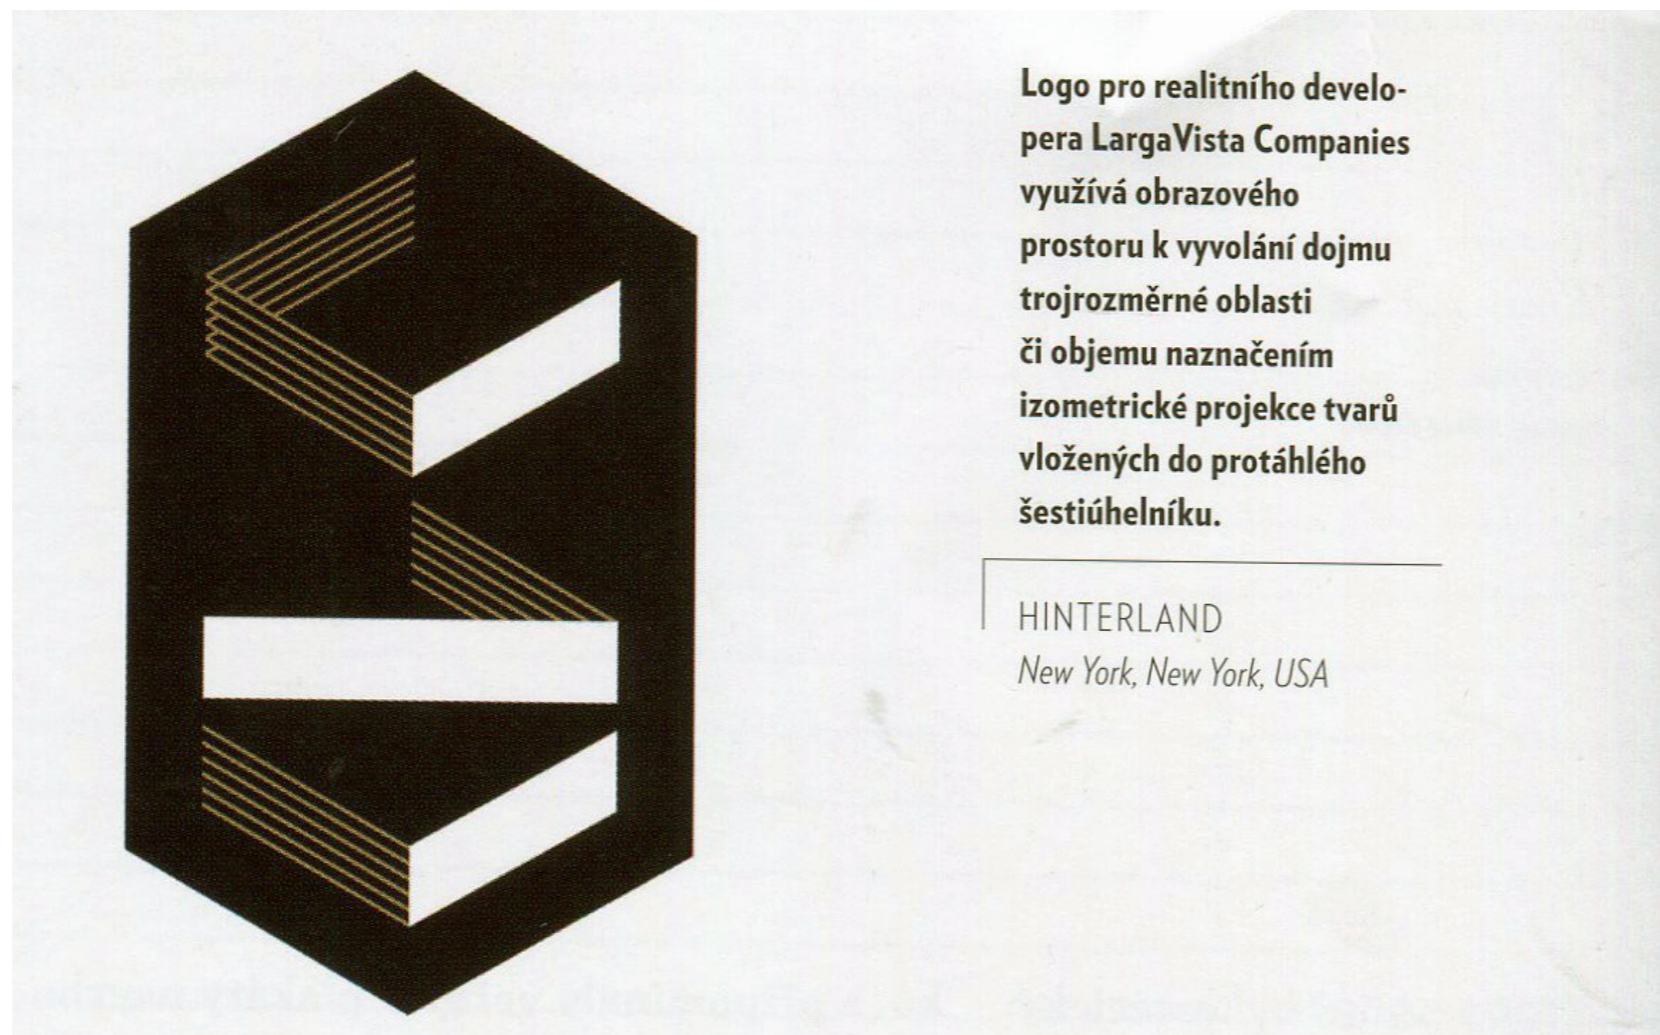 Logo pro realitního develo-
pera LargaVista Companies
využívá obrazového
prostoru k vyvolání dojmu
trojrozměrné oblasti
či objemu naznačením
izometrické projekce tvarů
vložených do protáhlého
šestiúhelníku.
HINTERLAND
New York, New York, USA